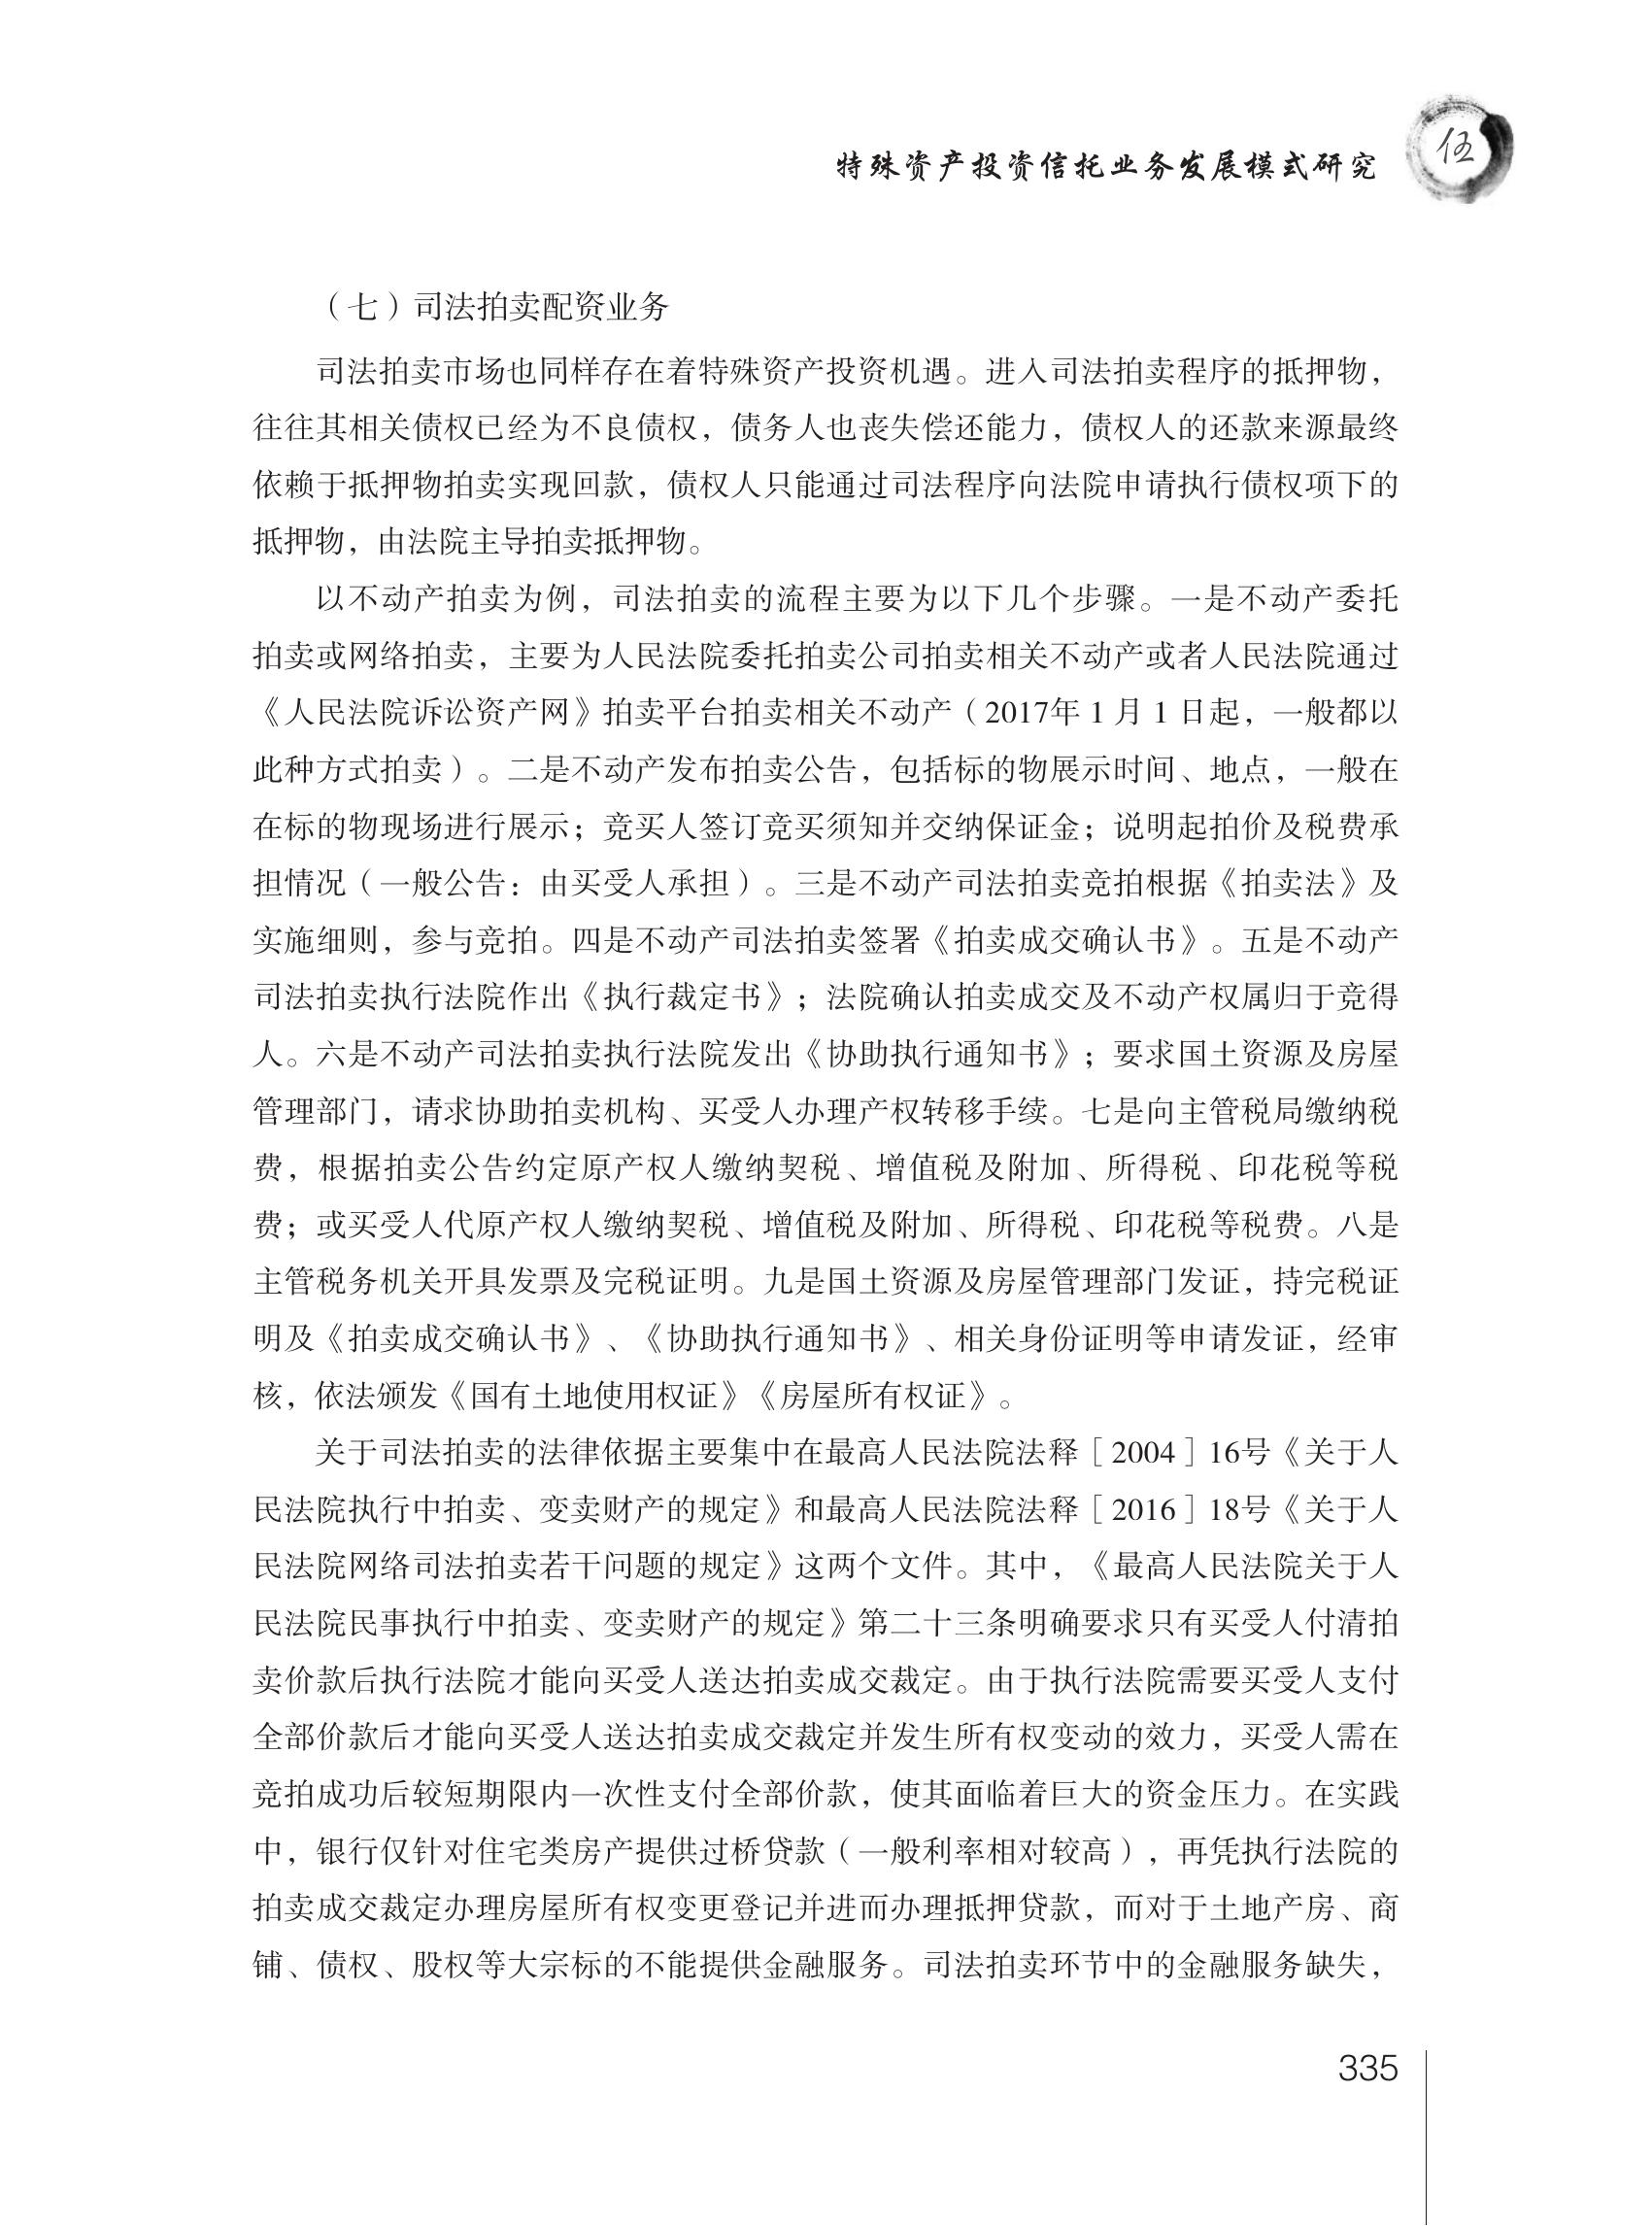 特殊资产投资信托业务发展模式研究
伍
（七）司法拍卖配资业务
司法拍卖市场也同样存在着特殊资产投资机遇。进入司法拍卖程序的抵押物，
往往其相关债权已经为不良债权，债务人也丧失偿还能力，债权人的还款来源最终
依赖于抵押物拍卖实现回款，债权人只能通过司法程序向法院申请执行债权项下的
抵押物，由法院主导拍卖抵押物。
以不动产拍卖为例，司法拍卖的流程主要为以下几个步骤。一是不动产委托
拍卖或网络拍卖，主要为人民法院委托拍卖公司拍卖相关不动产或者人民法院通过
《人民法院诉讼资产网》拍卖平台拍卖相关不动产（2017年1月1日起，一般都以
此种方式拍卖）。二是不动产发布拍卖公告，包括标的物展示时间、地点，一般在
在标的物现场进行展示；竞买人签订竞买须知并交纳保证金；说明起拍价及税费承
担情况（一般公告：由买受人承担）。三是不动产司法拍卖竞拍根据《拍卖法》及
实施细则，参与竞拍。四是不动产司法拍卖签署《拍卖成交确认书》。五是不动产
司法拍卖执行法院作出《执行裁定书》；法院确认拍卖成交及不动产权属归于竞得
人。六是不动产司法拍卖执行法院发出《协助执行通知书》；要求国土资源及房屋
管理部门，请求协助拍卖机构、买受人办理产权转移手续。七是向主管税局缴纳税
费，根据拍卖公告约定原产权人缴纳契税、增值税及附加、所得税、印花税等税
费；或买受人代原产权人缴纳契税、增值税及附加、所得税、印花税等税费。八是
主管税务机关开具发票及完税证明。九是国土资源及房屋管理部门发证，持完税证
明及《拍卖成交确认书》、《协助执行通知书》、相关身份证明等申请发证，经审
核，依法颁发《国有土地使用权证》《房屋所有权证》。
关于司法拍卖的法律依据主要集中在最高人民法院法释［2004］16号《关于人
民法院执行中拍卖、变卖财产的规定》和最高人民法院法释［2016］18号《关于人
民法院网络司法拍卖若干问题的规定》这两个文件。其中，《最高人民法院关于人
民法院民事执行中拍卖、变卖财产的规定》第二十三条明确要求只有买受人付清拍
卖价款后执行法院才能向买受人送达拍卖成交裁定。由于执行法院需要买受人支付
全部价款后才能向买受人送达拍卖成交裁定并发生所有权变动的效力，买受人需在
竞拍成功后较短期限内一次性支付全部价款，使其面临着巨大的资金压力。在实践
中，银行仅针对住宅类房产提供过桥贷款（一般利率相对较高），再凭执行法院的
拍卖成交裁定办理房屋所有权变更登记并进而办理抵押贷款，而对于土地产房、商
铺、债权、股权等大宗标的不能提供金融服务。司法拍卖环节中的金融服务缺失，
335